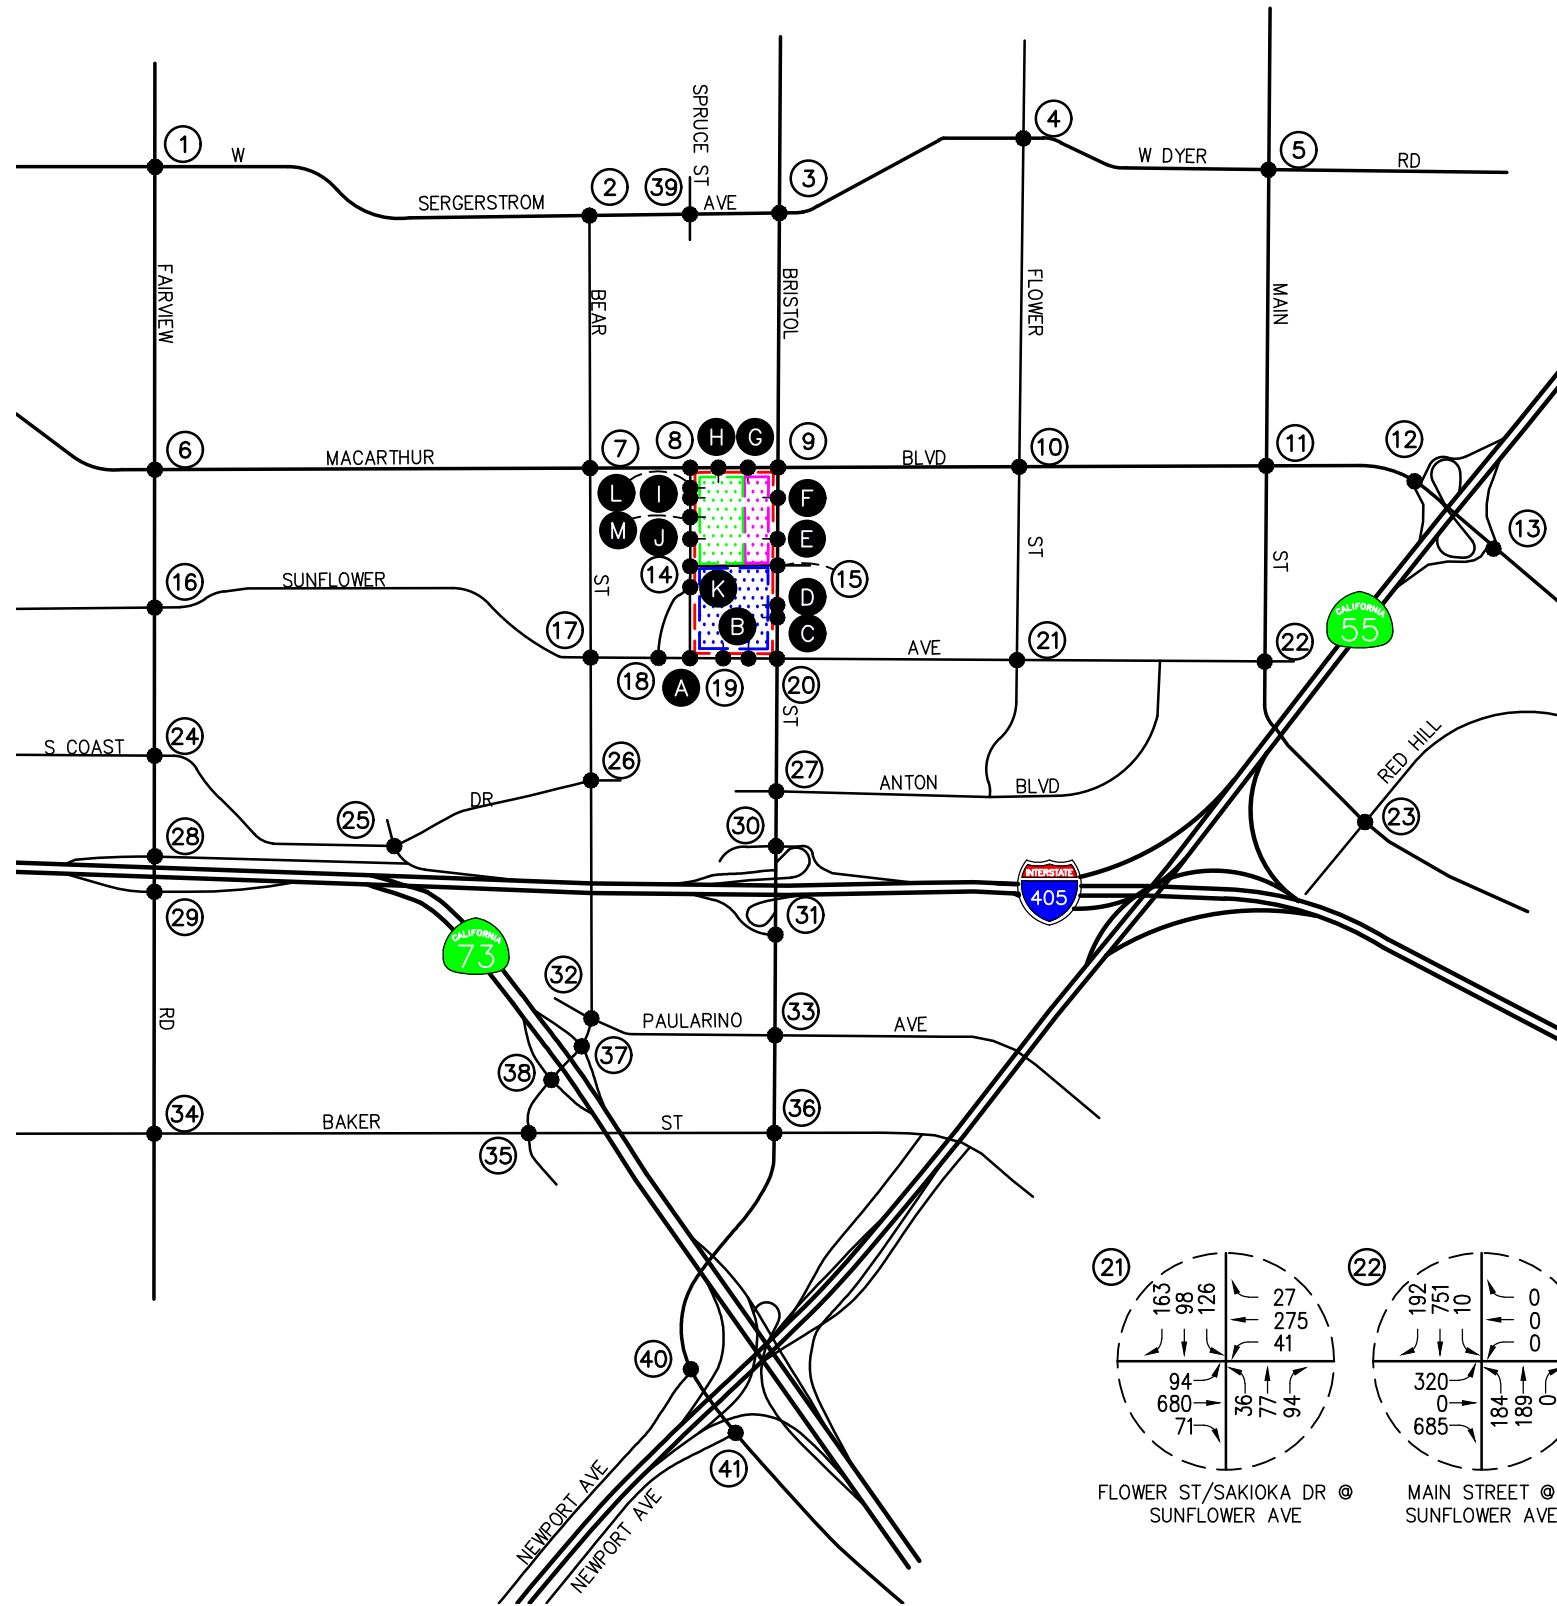 SPRUCE ST
1
W
2
39
AVE
3
4
W DYER
5
RD
SERGERSTROM
FAIRVIEW
BEAR
BRISTOL
FLOWER
MAIN
6
MACARTHUR
7
8
H
G
9
BLVD
10
11
12
L
I
F
M
J
E
13
14
K
15
D
B
C
16
SUNFLOWER
ST
ST
ST
CALIFORNIA
55
17
18
A
19
20
AVE
21
22
ST
S COAST
24
25
DR
26
27
ANTON
BLVD
RED HILL
23
28
29
30
31
INTERSTATE
405
CALIFORNIA
73
RD
32
PAULARINO
33
AVE
37
38
34
BAKER
ST
35
36
40
41
NEWPORT AVE
NEWPORT AVE
21
163
98
126
27
275
41
94
680
71
36
77
94
FLOWER ST/SAKIOKA DR @
SUNFLOWER AVE
22
192
751
10
0
0
0
320
0
685
184
189
0
MAIN STREET @
SUNFLOWER AVE